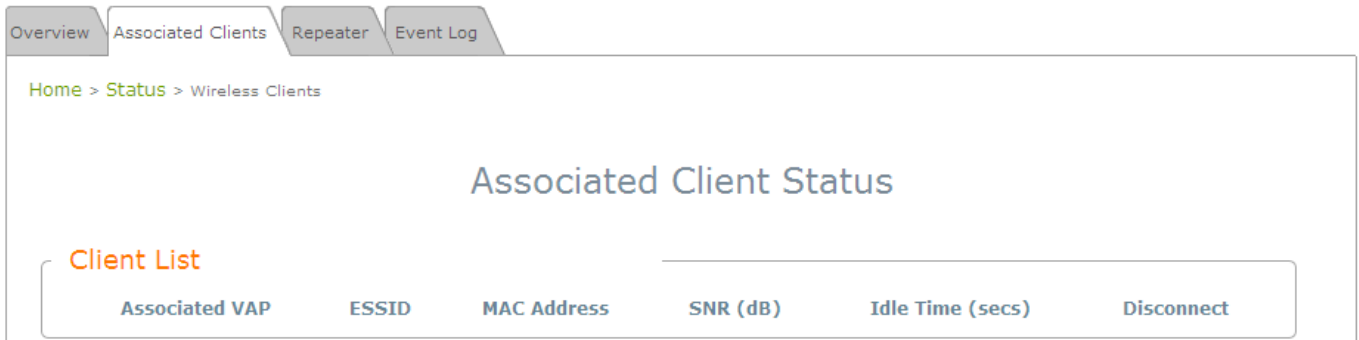 Overview Associated Clients Repeater Event Log
Home > Status > Wireless Clients
Associated Client Status
Client List
Associated VAP ESSID MAC Address SNR (dB) Idle Time (secs) Disconnect